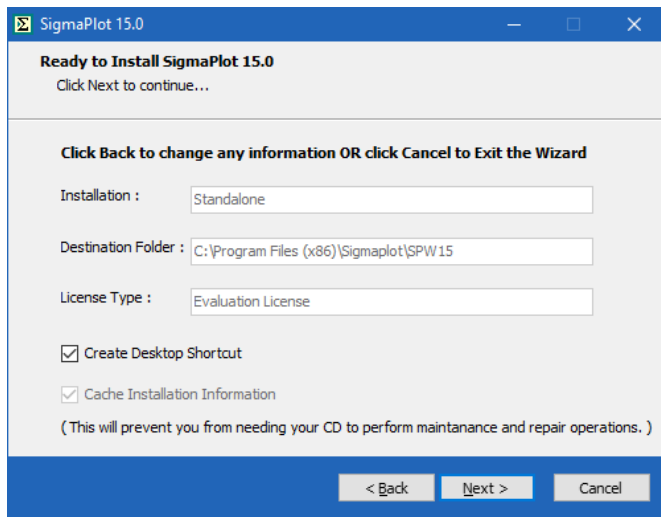 SigmaPlot 15.0
Ready to Install SigmaPlot 15.0
Click Next to continue...
Click Back to change any information OR click Cancel to Exit the Wizard
Installation :
Standalone
Destination Folder :
C:\Program Files (x86)\Sigmaplot\SPW15
License Type :
Evaluation License
Create Desktop Shortcut
Cache Installation Information
( This will prevent you from needing your CD to perform maintanance and repair operations. )
< Back
Next >
Cancel